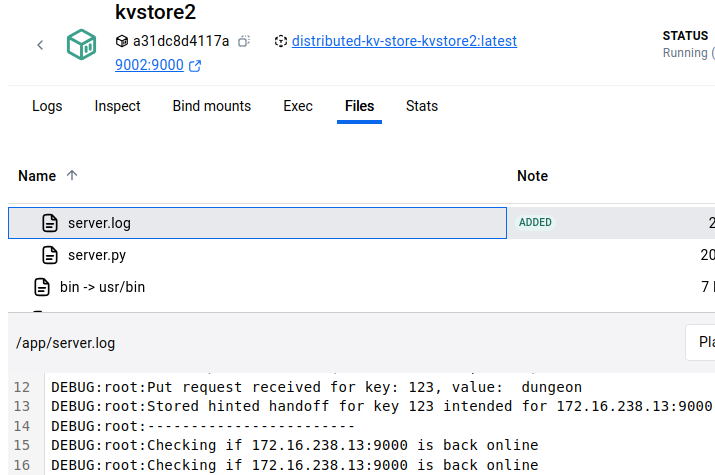 kvstore2
a31dc8d4117a distributed-kv-store-kvstore2:latest
STATUS
9002:9000
Running (
Logs Inspect Bind mounts Exec Files Stats
Name Note
server.log ADDED 2
server.py 20
bin -> usr/bin 7
/app/server.log Pla
12 DEBUG:root:Put request received for key: 123, value:  dungeon
13 DEBUG:root:Stored hinted handoff for key 123 intended for 172.16.238.13:9000
14 DEBUG:root:------------------------
15 DEBUG:root:Checking if 172.16.238.13:9000 is back online
16 DEBUG:root:Checking if 172.16.238.13:9000 is back online